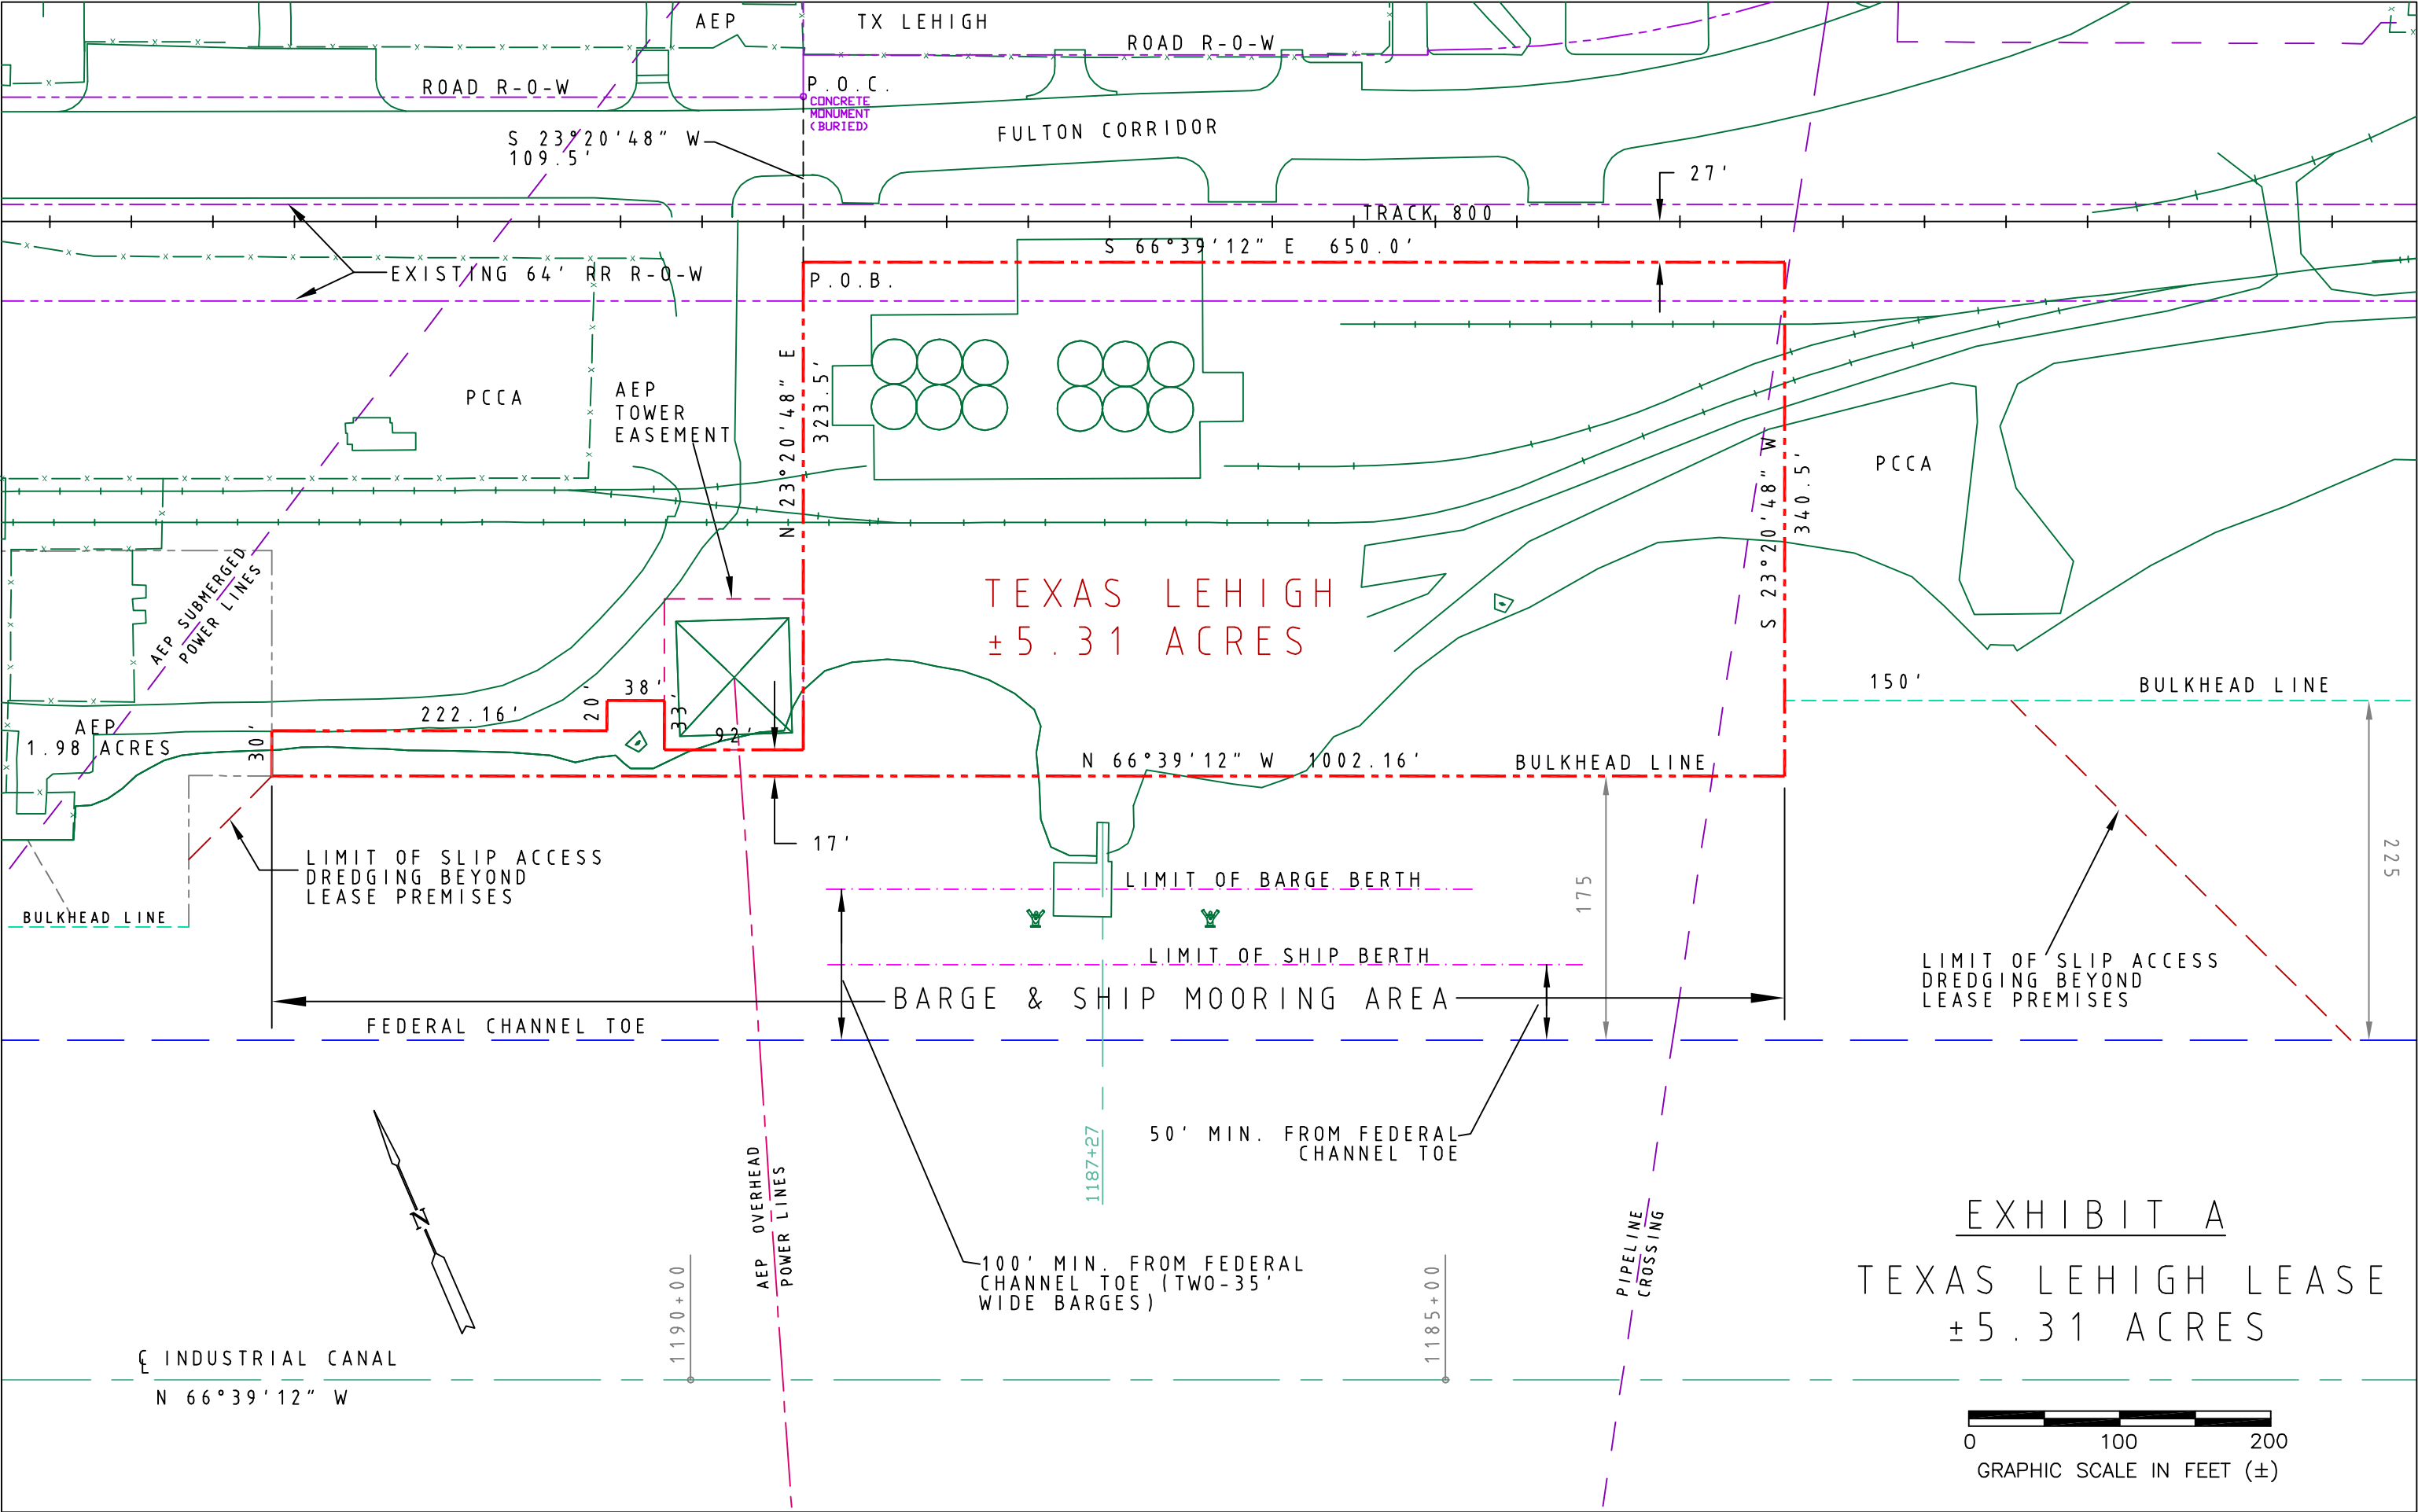 AEP
TX LEHIGH
ROAD R-O-W
ROAD R-O-W
P.O.C.
CONCRETE
MONUMENT
(BURIED)
S 23°20'48" W
109.5'
FULTON CORRIDOR
27'
TRACK 800
S 66°39'12" E 650.0'
EXISTING 64' RR R-O-W
P.O.B.
N 23°20'48" E
323.5'
PCCA
AEP
TOWER
EASEMENT
PCCA
S 23°20'48" W
340.5'
AEP SUBMERGED
POWER LINES
TEXAS LEHIGH
±5.31 ACRES
150'
BULKHEAD LINE
38'
20'
33'
222.16'
92'
30'
AEP
1.98 ACRES
N 66°39'12" W 1002.16'
BULKHEAD LINE
17'
LIMIT OF SLIP ACCESS
DREDGING BEYOND
LEASE PREMISES
BULKHEAD LINE
LIMIT OF BARGE BERTH
175
225
LIMIT OF SHIP BERTH
LIMIT OF SLIP ACCESS
DREDGING BEYOND
LEASE PREMISES
BARGE & SHIP MOORING AREA
FEDERAL CHANNEL TOE
50' MIN. FROM FEDERAL
CHANNEL TOE
1187+27
N
AEP OVERHEAD
POWER LINES
100' MIN. FROM FEDERAL
CHANNEL TOE (TWO-35'
WIDE BARGES)
PIPELINE
CROSSING
1190+00
1185+00
EXHIBIT A
TEXAS LEHIGH LEASE
±5.31 ACRES
℄ INDUSTRIAL CANAL
N 66°39'12" W
0 100 200
GRAPHIC SCALE IN FEET (±)